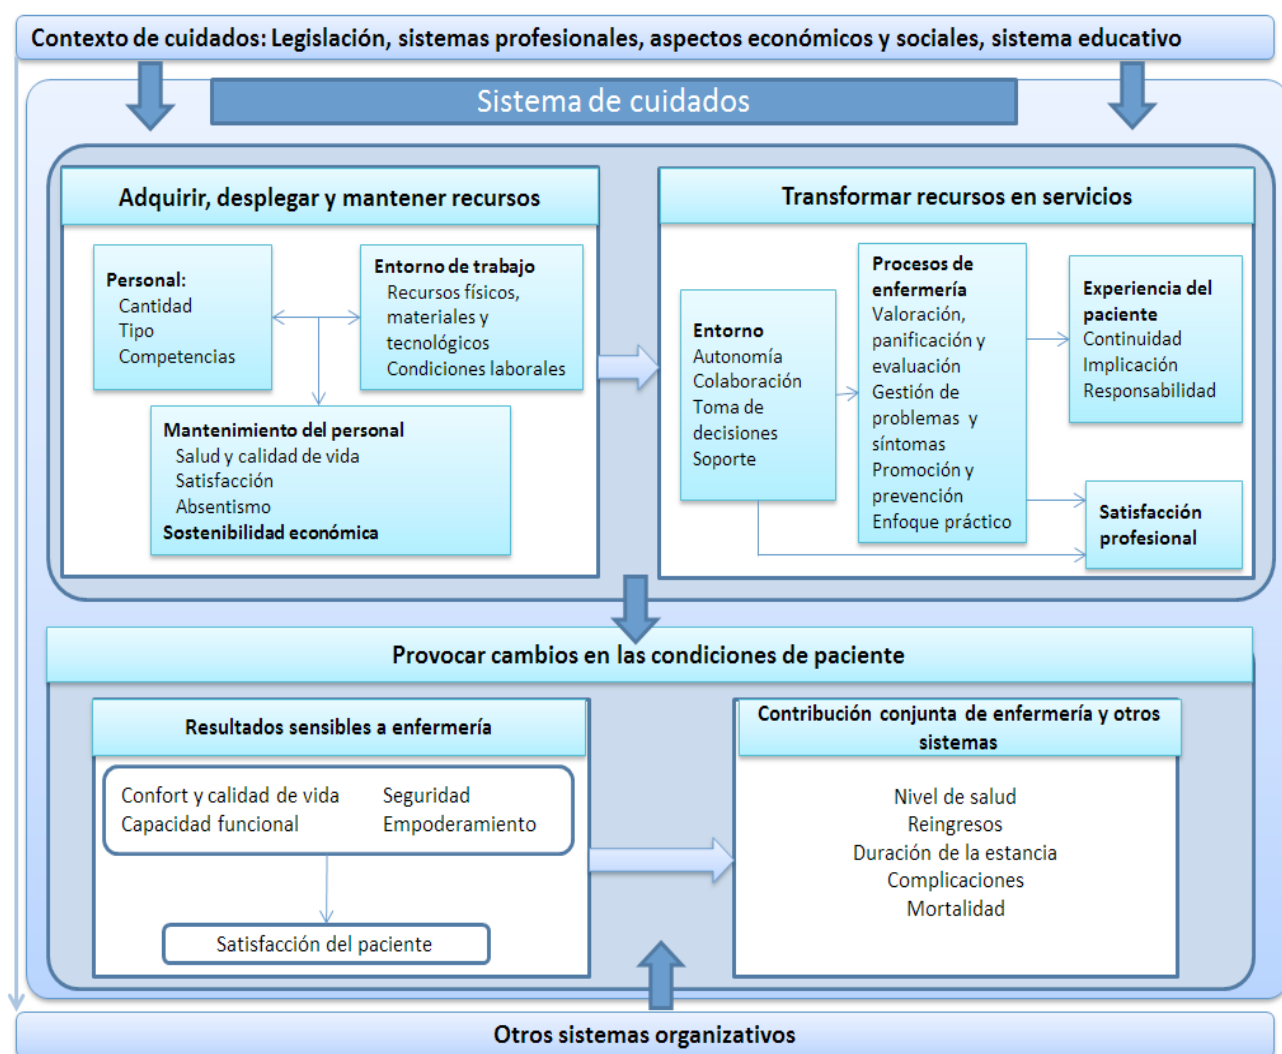 Contexto de cuidados: Legislación, sistemas profesionales, aspectos económicos y sociales, sistema educativo
Sistema de cuidados
Adquirir, desplegar y mantener recursos
Personal:
Cantidad
Tipo
Competencias
Entorno de trabajo
Recursos físicos,
materiales y
tecnológicos
Condiciones laborales
Mantenimiento del personal
Salud y calidad de vida
Satisfacción
Absentismo
Sostenibilidad económica
Transformar recursos en servicios
Entorno
Autonomía
Colaboración
Toma de
decisiones
Soporte
Procesos de
enfermería
Valoración,
panificación y
evaluación
Gestión de
problemas y
síntomas
Promoción y
prevención
Enfoque práctico
Experiencia del
paciente
Continuidad
Implicación
Responsabilidad
Satisfacción
profesional
Provocar cambios en las condiciones de paciente
Resultados sensibles a enfermería
Confort y calidad de vida
Capacidad funcional
Seguridad
Empoderamiento
Satisfacción del paciente
Contribución conjunta de enfermería y otros
sistemas
Nivel de salud
Reingresos
Duración de la estancia
Complicaciones
Mortalidad
Otros sistemas organizativos